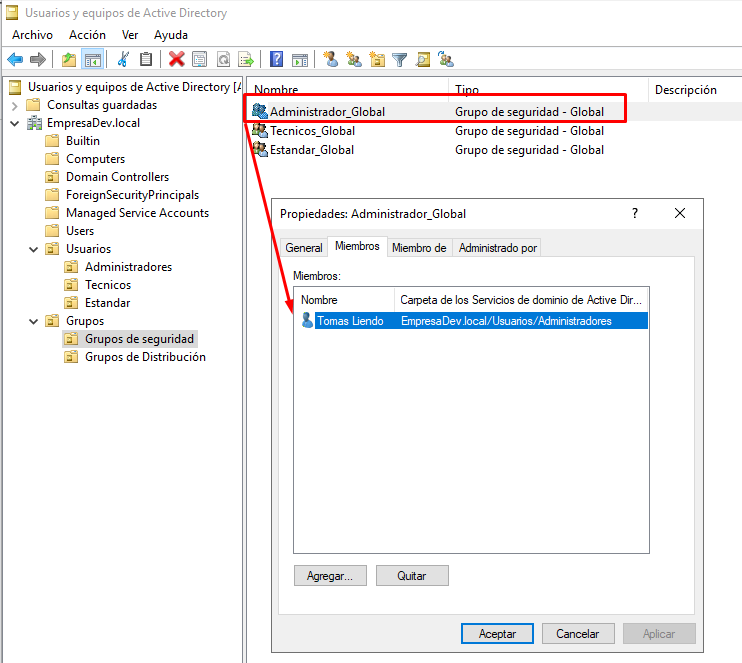 Usuarios y equipos de Active Directory
Archivo Acción Ver Ayuda
Usuarios y equipos de Active Directory [A
Consultas guardadas
EmpresaDev.local
Builtin
Computers
Domain Controllers
ForeignSecurityPrincipals
Managed Service Accounts
Users
Usuarios
Administradores
Tecnicos
Estandar
Grupos
Grupos de seguridad
Grupos de Distribución
Nombre Tipo Descripción
Administrador_Global Grupo de seguridad - Global
Tecnicos_Global Grupo de seguridad - Global
Estandar_Global Grupo de seguridad - Global
Propiedades: Administrador_Global ?
General Miembros Miembro de Administrado por
Miembros:
Nombre Carpeta de los Servicios de dominio de Active Dir...
Tomas Liendo EmpresaDev.local/Usuarios/Administradores
Agregar... Quitar
Aceptar Cancelar Aplicar